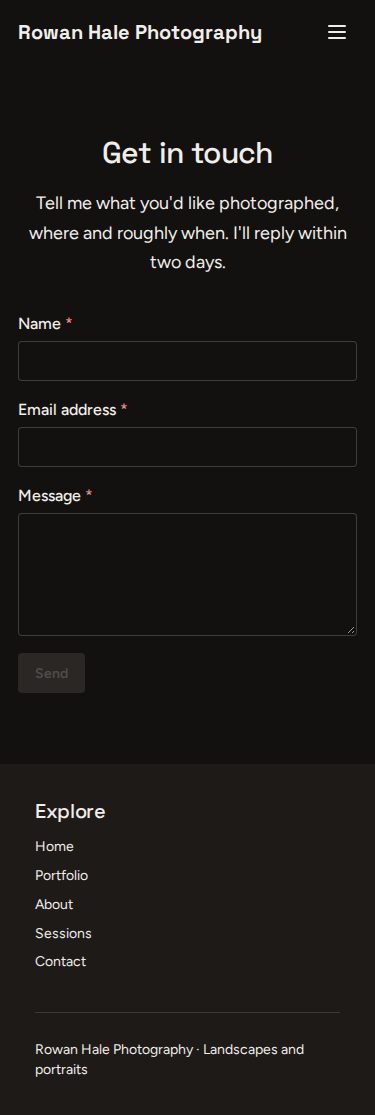 Rowan Hale Photography
Get in touch
Tell me what you'd like photographed,
where and roughly when. I'll reply within
two days.
Name *
Email address *
Message *
Send
Explore
Home
Portfolio
About
Sessions
Contact
Rowan Hale Photography · Landscapes and
portraits